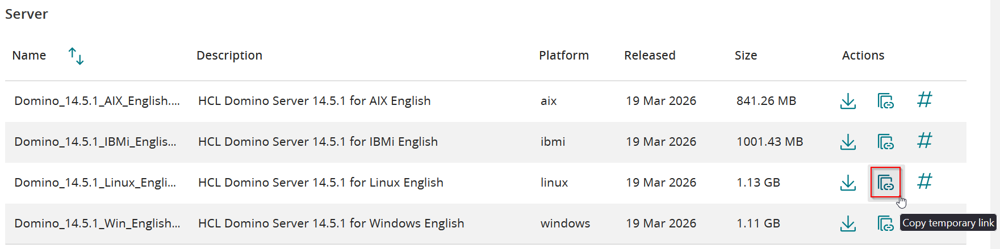 Server
Name Description Platform Released Size Actions
Domino_14.5.1_AIX_English.... HCL Domino Server 14.5.1 for AIX English aix 19 Mar 2026 841.26 MB
Domino_14.5.1_IBMi_Englis... HCL Domino Server 14.5.1 for IBMi English ibmi 19 Mar 2026 1001.43 MB
Domino_14.5.1_Linux_Engli... HCL Domino Server 14.5.1 for Linux English linux 19 Mar 2026 1.13 GB
Domino_14.5.1_Win_English... HCL Domino Server 14.5.1 for Windows English windows 19 Mar 2026 1.11 GB
Copy temporary link